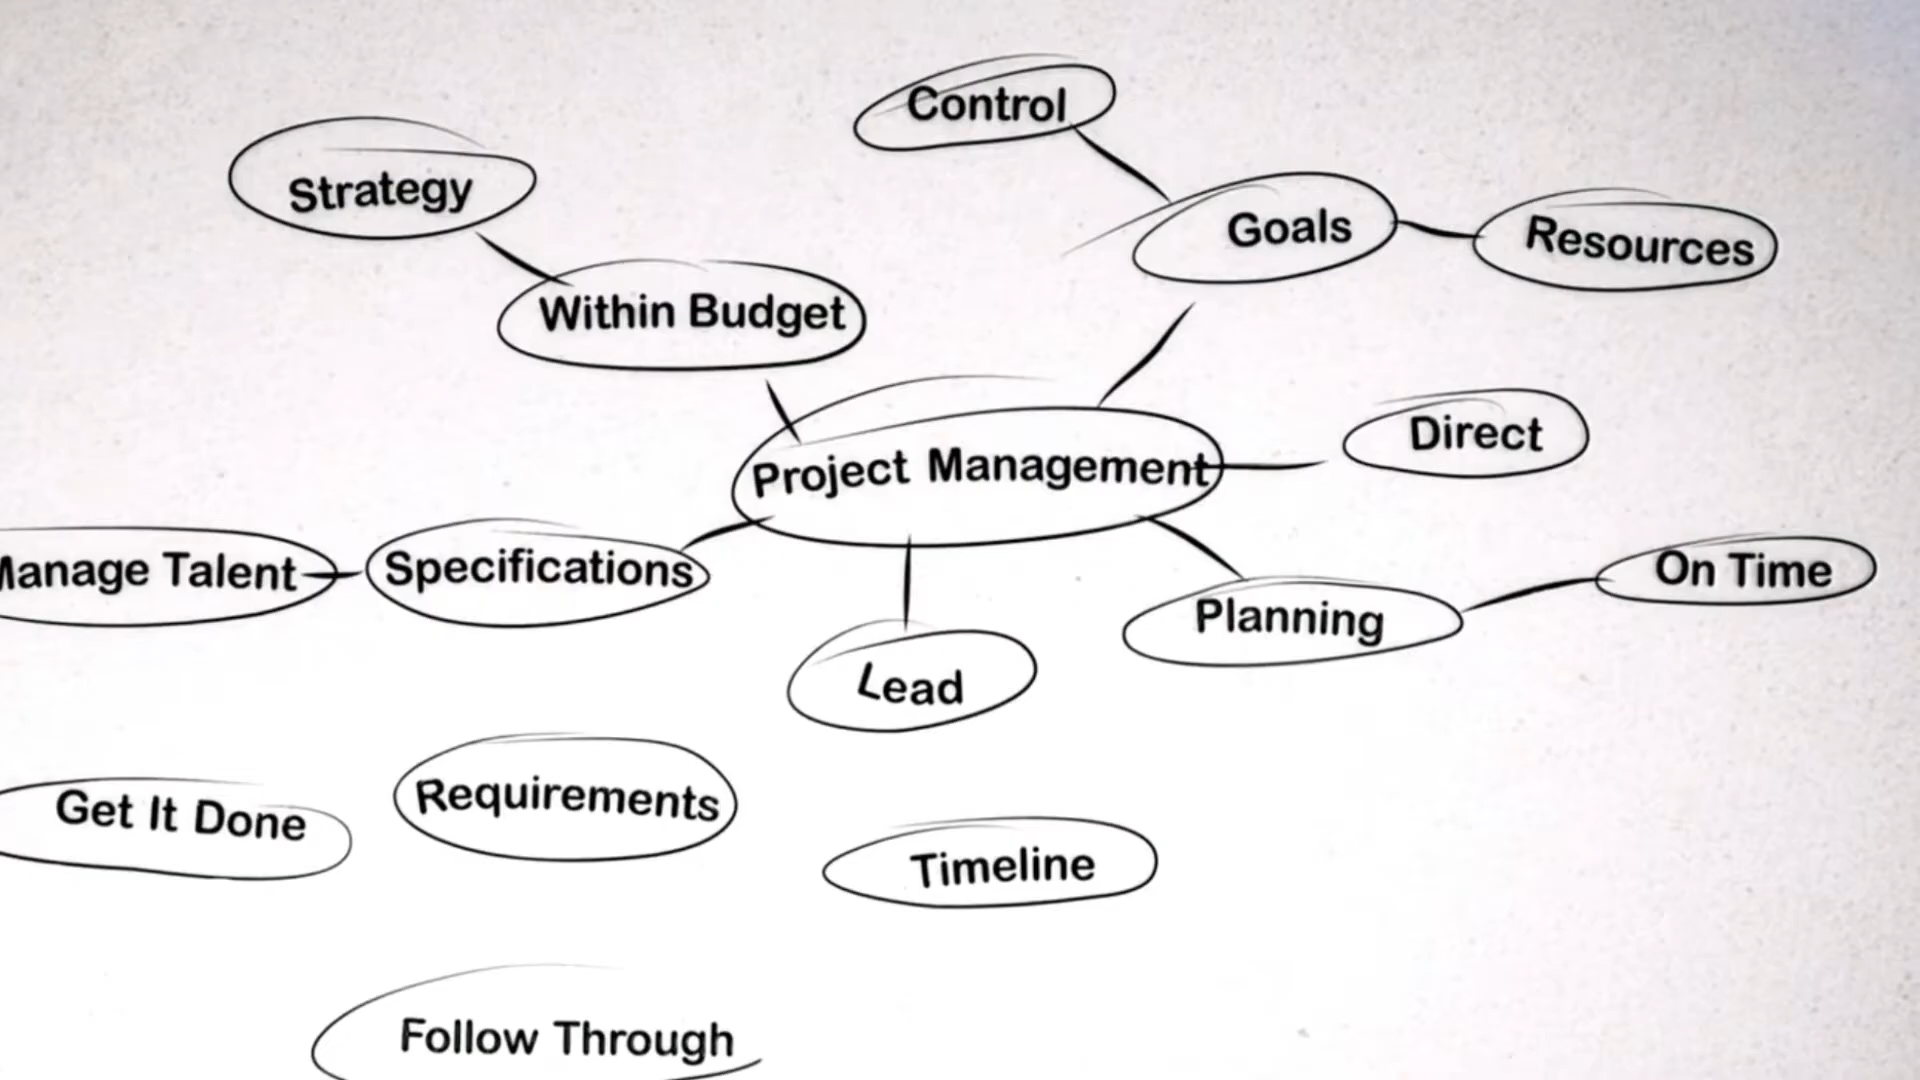 Control
Strategy
Goals
Resources
Within Budget
Direct
Project Management
Manage Talent
Specifications
On Time
Planning
Lead
Requirements
Get It Done
Timeline
Follow Through